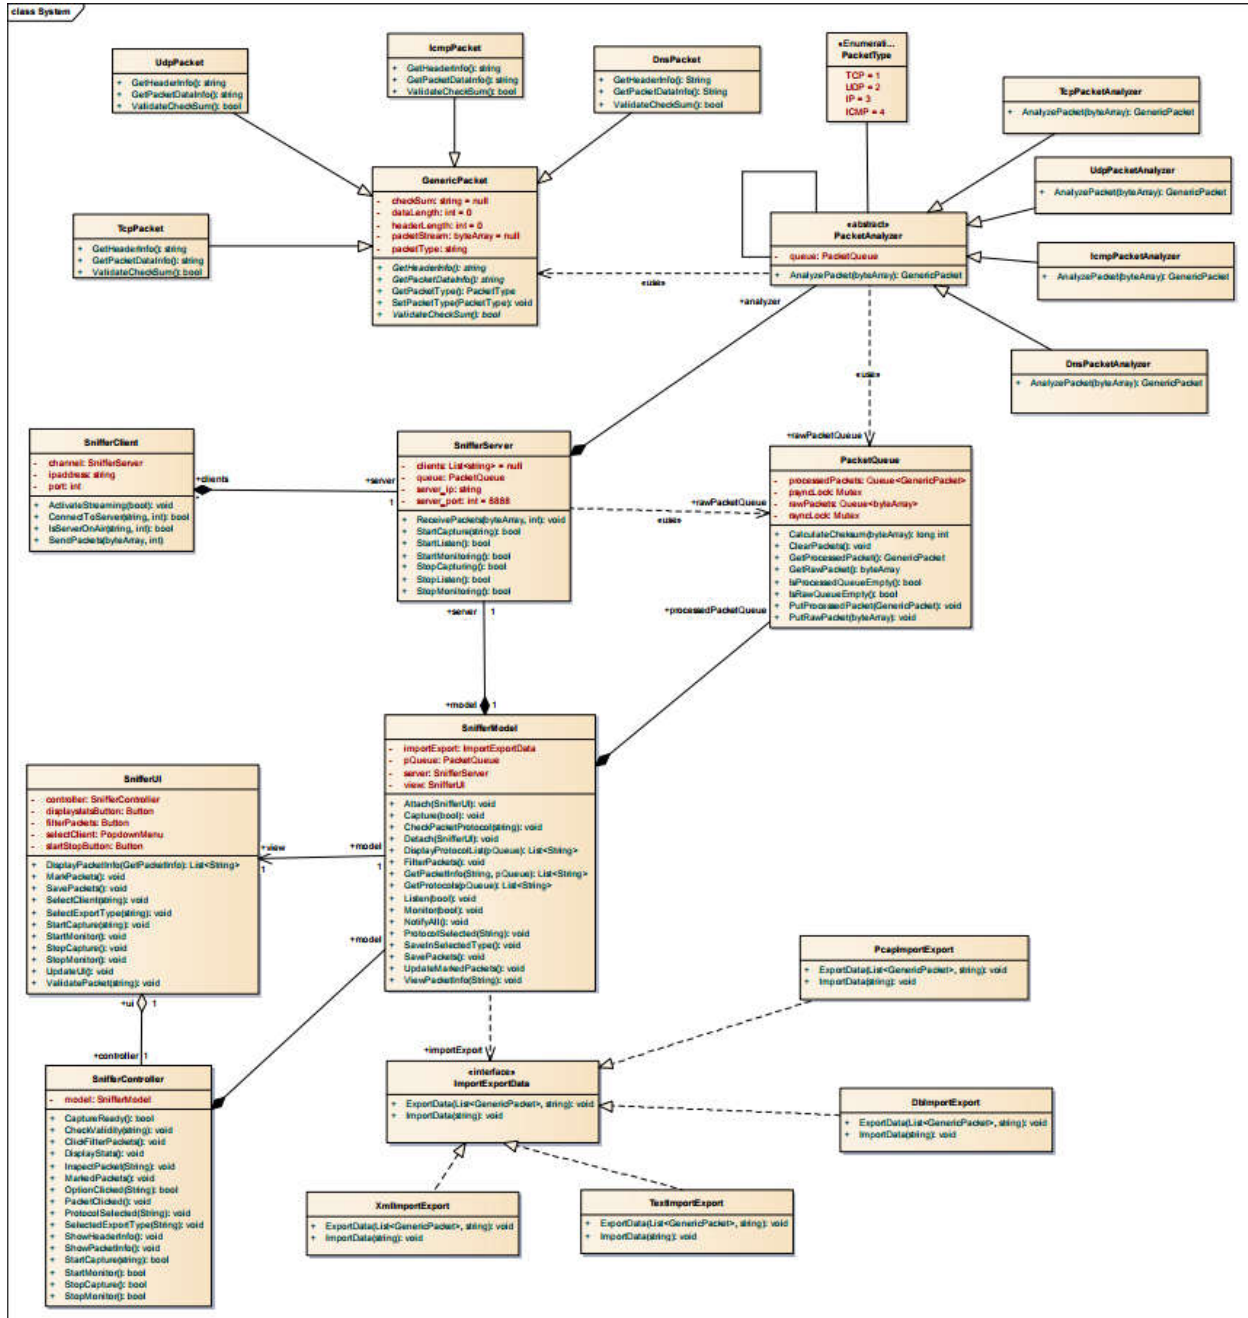 class System
UdpPacket
+ GetHeaderInfo(): string
+ GetPacketDataInfo(): string
+ ValidateCheckSum(): bool
IcmpPacket
+ GetHeaderInfo(): string
+ GetPacketDataInfo(): string
+ ValidateCheckSum(): bool
DnsPacket
+ GetHeaderInfo(): String
+ GetPacketDataInfo(): String
+ ValidateCheckSum(): bool
«Enumerati...
PacketType
TCP = 1
UDP = 2
IP = 3
ICMP = 4
TcpPacketAnalyzer
+ AnalyzePacket(byteArray): GenericPacket
UdpPacketAnalyzer
+ AnalyzePacket(byteArray): GenericPacket
IcmpPacketAnalyzer
+ AnalyzePacket(byteArray): GenericPacket
DnsPacketAnalyzer
+ AnalyzePacket(byteArray): GenericPacket
TcpPacket
+ GetHeaderInfo(): string
+ GetPacketDataInfo(): string
+ ValidateCheckSum(): bool
GenericPacket
- checkSum: string = null
- dataLength: int = 0
- headerLength: int = 0
- packetStream: byteArray = null
- packetType: string
+ GetHeaderInfo(): string
+ GetPacketDataInfo(): string
+ GetPacketType(): PacketType
+ SetPacketType(PacketType): void
+ ValidateCheckSum(): bool
«abstract»
PacketAnalyzer
- queue: PacketQueue
+ AnalyzePacket(byteArray): GenericPacket
«use»
+analyzer
«use»
+rawPacketQueue
SnifferClient
- channel: SnifferServer
- ipaddress: string
- port: int
+ ActivateStreaming(bool): void
+ ConnectToServer(string, int): bool
+ IsServerOnAir(string, int): bool
+ SendPackets(byteArray, int)
+clients
*
+server
1
SnifferServer
- clients: List<string> = null
- queue: PacketQueue
- server_ip: string
- server_port: int = 8888
+ ReceivePackets(byteArray, int): void
+ StartCapture(string): bool
+ StartListen(): bool
+ StartMonitoring(): bool
+ StopCapturing(): bool
+ StopListen(): bool
+ StopMonitoring(): bool
+rawPacketQueue
«use»
PacketQueue
- processedPackets: Queue<GenericPacket>
- psyncLock: Mutex
- rawPackets: Queue<byteArray>
- rsyncLock: Mutex
+ CalculateCheksum(byteArray): long int
+ ClearPackets(): void
+ GetProcessedPacket(): GenericPacket
+ GetRawPacket(): byteArray
+ IsProcessedQueueEmpty(): bool
+ IsRawQueueEmpty(): bool
+ PutProcessedPacket(GenericPacket): void
+ PutRawPacket(byteArray): void
+server 1
+processedPacketQueue
+model 1
SnifferModel
- importExport: ImportExportData
- pQueue: PacketQueue
- server: SnifferServer
- view: SnifferUI
+ Attach(SnifferUI): void
+ Capture(bool): void
+ CheckPacketProtocol(string): void
+ Detach(SnifferUI): void
+ DisplayProtocolList(pQueue): List<String>
+ FilterPackets(): void
+ GetPacketInfo(String, pQueue): List<String>
+ GetProtocols(pQueue): List<String>
+ Listen(bool): void
+ Monitor(bool): void
+ NotifyAll(): void
+ ProtocolSelected(String): void
+ SaveInSelectedType(): void
+ SavePackets(): void
+ UpdateMarkedPackets(): void
+ ViewPacketInfo(String): void
SnifferUI
- controller: SnifferController
- displaystatsButton: Button
- filterPackets: Button
- selectClient: PopdownMenu
- startStopButton: Button
+ DisplayPacketInfo(GetPacketInfo): List<String>
+ MarkPackets(): void
+ SavePackets(): void
+ SelectClient(string): void
+ SelectExportType(string): void
+ StartCapture(string): void
+ StartMonitor(): void
+ StopCapture(): void
+ StopMonitor(): void
+ UpdateUI(): void
+ ValidatePacket(string): void
+view
1
+model
1
+model
+ui 1
+controller 1
SnifferController
- model: SnifferModel
+ CaptureReady(): bool
+ CheckValidity(string): void
+ ClickFilterPackets(): void
+ DisplayStats(): void
+ InspectPacket(String): void
+ MarkedPackets(): void
+ OptionClicked(String): bool
+ PacketClicked(): void
+ ProtocolSelected(String): void
+ SelectedExportType(String): void
+ ShowHeaderInfo(): void
+ ShowPacketInfo(): void
+ StartCapture(string): bool
+ StartMonitor(): bool
+ StopCapture(): bool
+ StopMonitor(): bool
+importExport
«interface»
ImportExportData
+ ExportData(List<GenericPacket>, string): void
+ ImportData(string): void
PcapImportExport
+ ExportData(List<GenericPacket>, string): void
+ ImportData(string): void
DbImportExport
+ ExportData(List<GenericPacket>, string): void
+ ImportData(string): void
XmlImportExport
+ ExportData(List<GenericPacket>, string): void
+ ImportData(string): void
TextImportExport
+ ExportData(List<GenericPacket>, string): void
+ ImportData(string): void